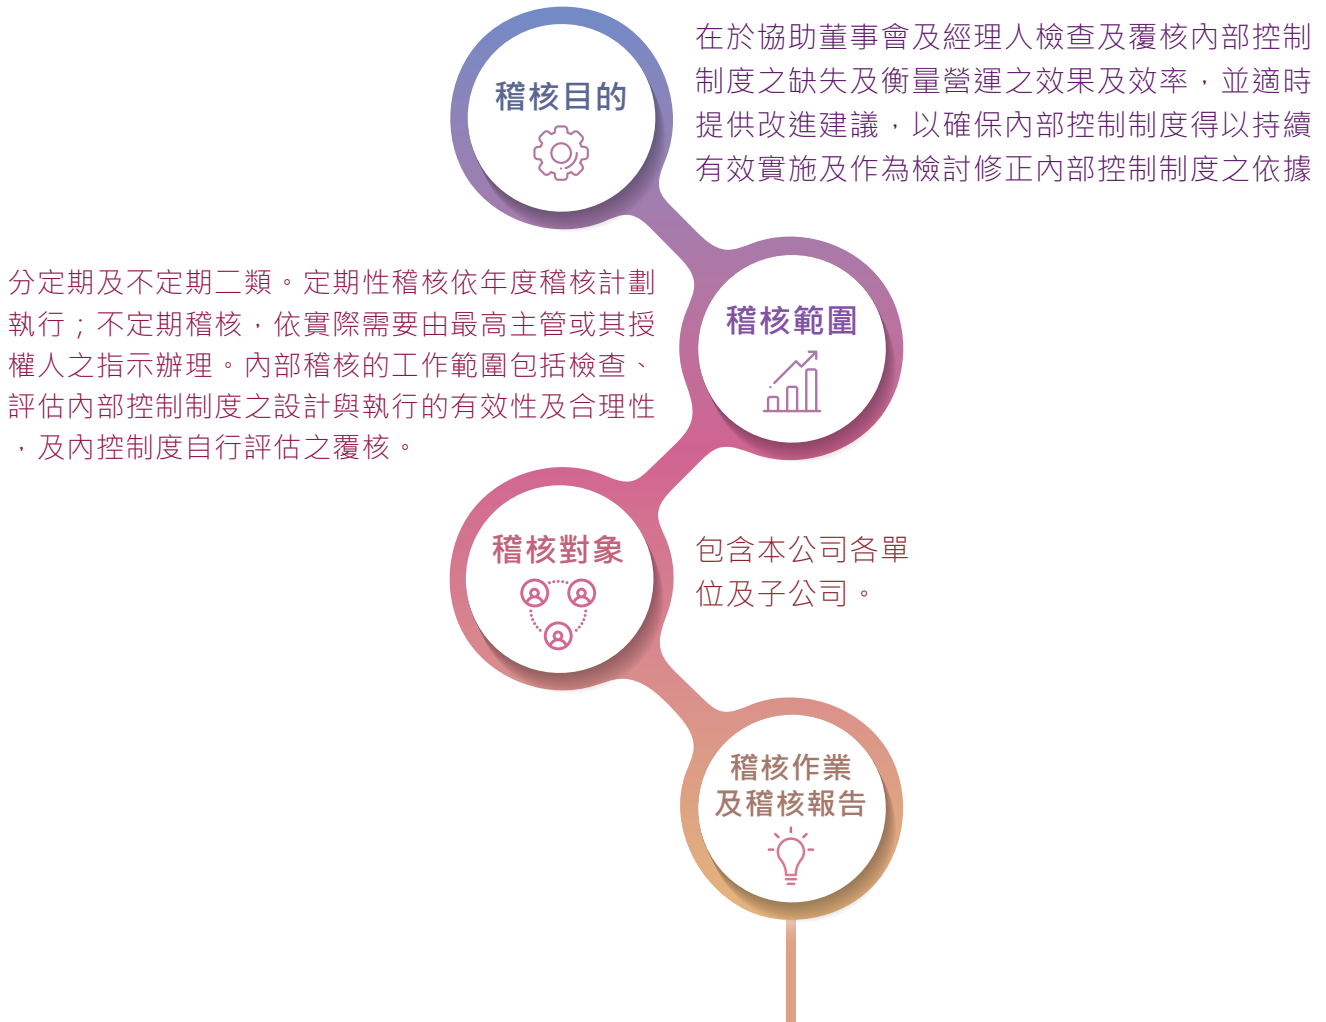 稽核目的
在於協助董事會及經理人檢查及覆核內部控制
制度之缺失及衡量營運之效果及效率，並適時
提供改進建議，以確保內部控制制度得以持續
有效實施及作為檢討修正內部控制制度之依據
稽核範圍
分定期及不定期二類。定期性稽核依年度稽核計劃
執行；不定期稽核，依實際需要由最高主管或其授
權人之指示辦理。內部稽核的工作範圍包括檢查、
評估內部控制制度之設計與執行的有效性及合理性
，及內控制度自行評估之覆核。
稽核對象
包含本公司各單
位及子公司。
稽核作業
及稽核報告